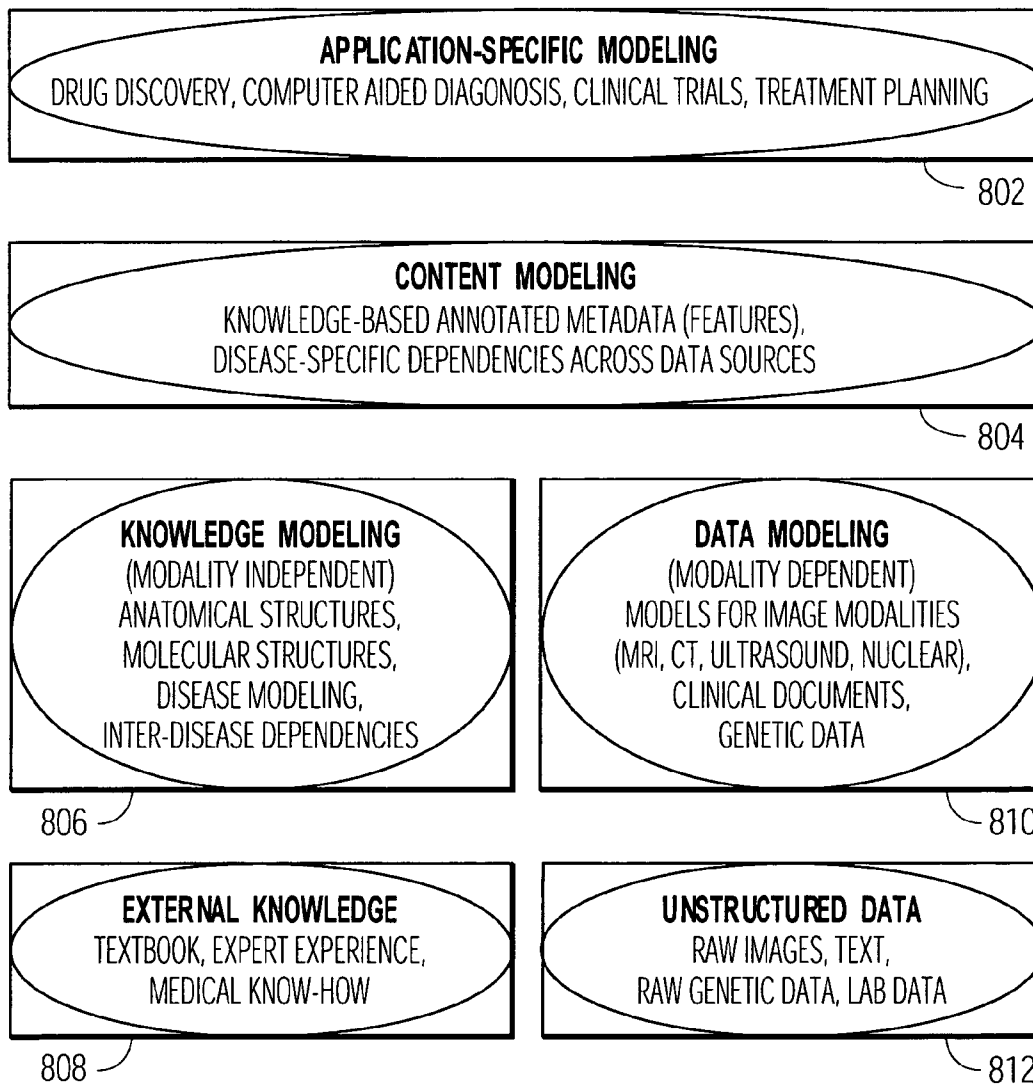 APPLICATION-SPECIFIC MODELING
DRUG DISCOVERY, COMPUTER AIDED DIAGONOSIS, CLINICAL TRIALS, TREATMENT PLANNING
802
CONTENT MODELING
KNOWLEDGE-BASED ANNOTATED METADATA (FEATURES),
DISEASE-SPECIFIC DEPENDENCIES ACROSS DATA SOURCES
804
KNOWLEDGE MODELING
(MODALITY INDEPENDENT)
ANATOMICAL STRUCTURES,
MOLECULAR STRUCTURES,
DISEASE MODELING,
INTER-DISEASE DEPENDENCIES
806
DATA MODELING
(MODALITY DEPENDENT)
MODELS FOR IMAGE MODALITIES
(MRI, CT, ULTRASOUND, NUCLEAR),
CLINICAL DOCUMENTS,
GENETIC DATA
810
EXTERNAL KNOWLEDGE
TEXTBOOK, EXPERT EXPERIENCE,
MEDICAL KNOW-HOW
808
UNSTRUCTURED DATA
RAW IMAGES, TEXT,
RAW GENETIC DATA, LAB DATA
812